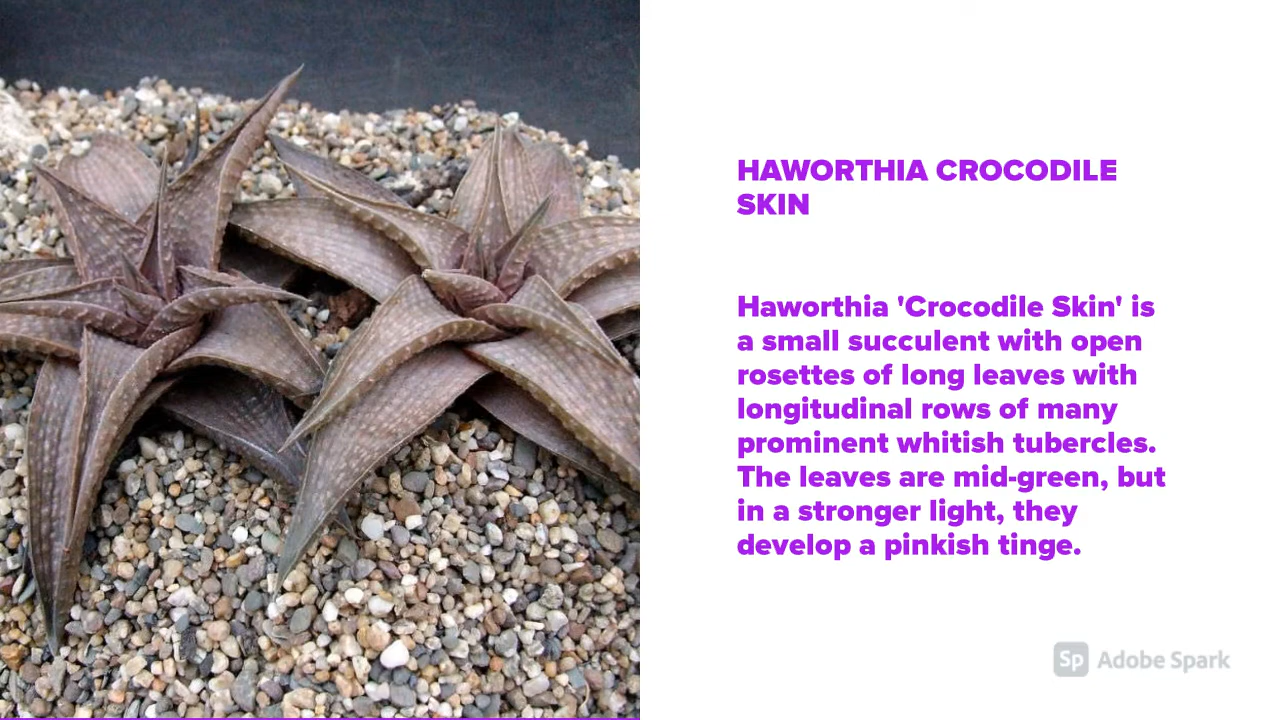 HAWORTHIA CROCODILE
SKIN
Haworthia 'Crocodile Skin' is
a small succulent with open
rosettes of long leaves with
longitudinal rows of many
prominent whitish tubercles.
The leaves are mid-green, but
in a stronger light, they
develop a pinkish tinge.
Sp Adobe Spark